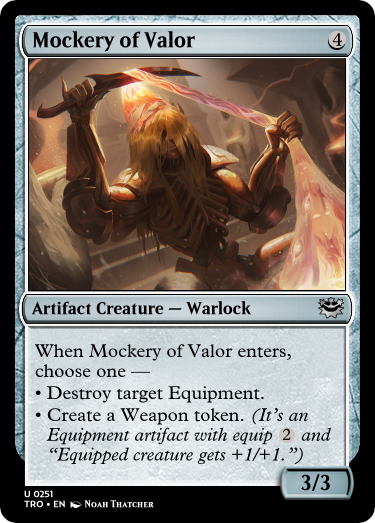 Mockery of Valor 4
Artifact Creature — Warlock
When Mockery of Valor enters,
choose one —
• Destroy target Equipment.
• Create a Weapon token. (It's an
Equipment artifact with equip 2 and
“Equipped creature gets +1/+1.”)
3/3
U 0251
TRO • EN Noah Thatcher